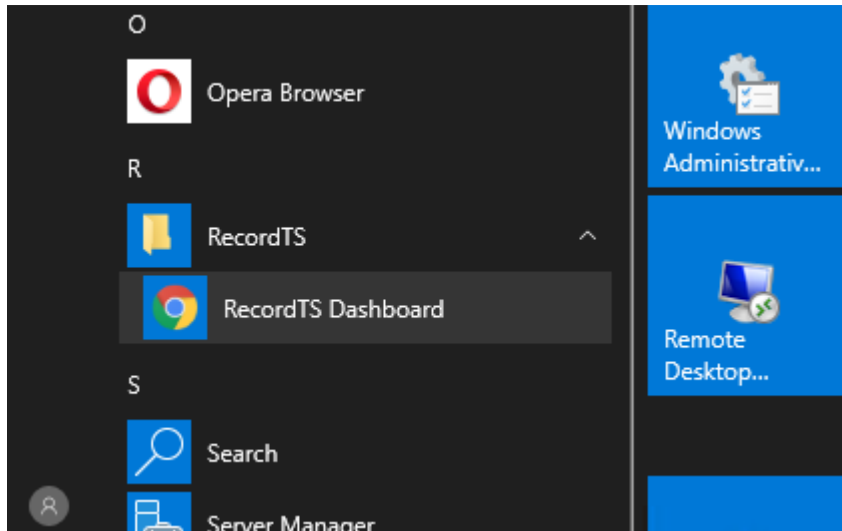 O
Opera Browser
R
RecordTS
RecordTS Dashboard
S
Search
Server Manager
Windows
Administrativ...
Remote
Desktop...